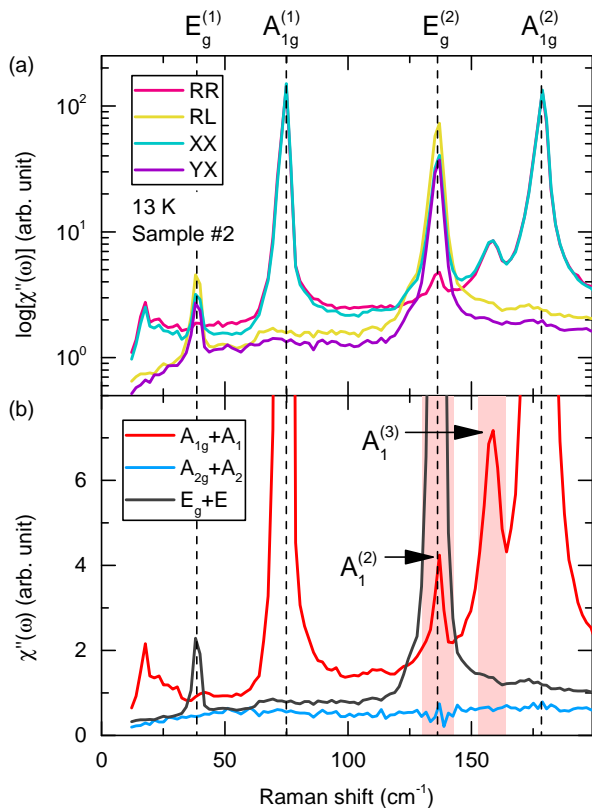 E_g^(1) A_1g^(1) E_g^(2) A_1g^(2)
(a)
RR
RL
XX
YX
13 K
Sample #2
10^2
10^1
10^0
log[χ''(ω)] (arb. unit)
(b)
A_1g+A_1
A_2g+A_2
E_g+E
A_1^(3)
A_1^(2)
6
4
2
0
χ''(ω) (arb. unit)
0 50 100 150
Raman shift (cm^-1)